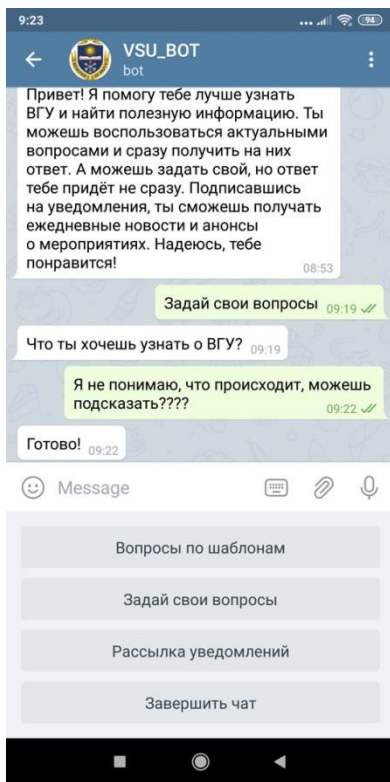 9:23
94
VSU_BOT
bot
Привет! Я помогу тебе лучше узнать
ВГУ и найти полезную информацию. Ты
можешь воспользоваться актуальными
вопросами и сразу получить на них
ответ. А можешь задать свой, но ответ
тебе придёт не сразу. Подписавшись
на уведомления, ты сможешь получать
ежедневные новости и анонсы
о мероприятиях. Надеюсь, тебе
понравится!
08:53
Задай свои вопросы 09:19
Что ты хочешь узнать о ВГУ? 09:19
Я не понимаю, что происходит, можешь
подсказать????
09:22
Готово! 09:22
Message
Вопросы по шаблонам
Задай свои вопросы
Рассылка уведомлений
Завершить чат